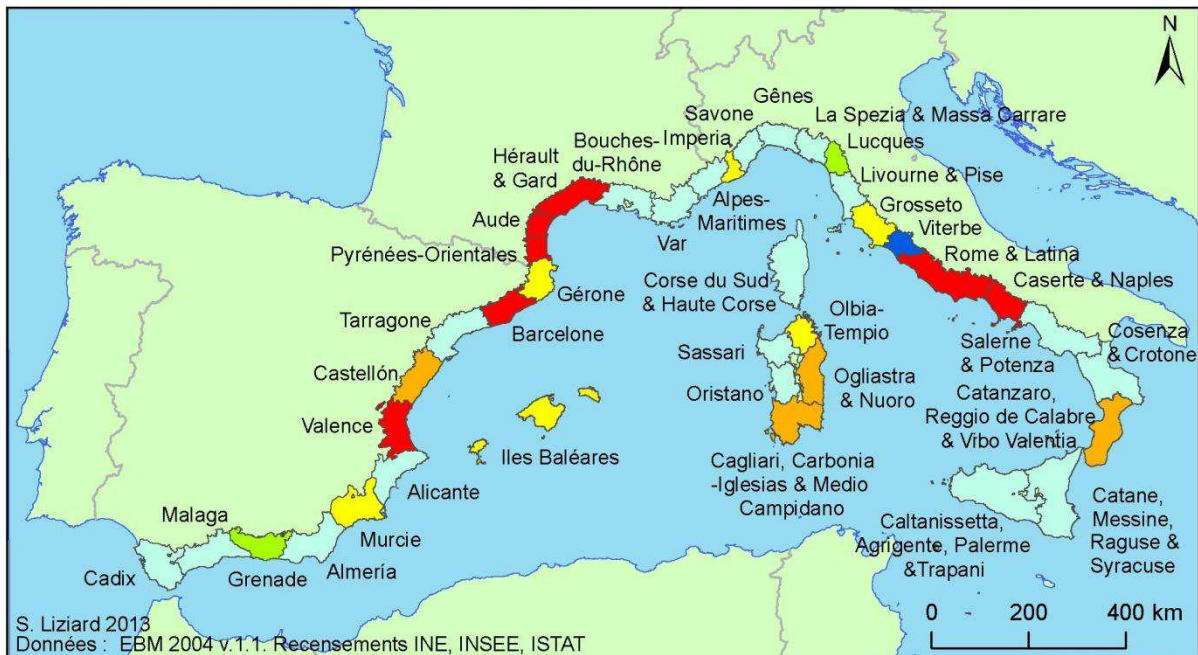 N
Gênes
Savone
La Spezia & Massa Carrare
Imperia
Lucques
Bouches-
du-Rhône
Hérault
& Gard
Livourne & Pise
Alpes-
Maritimes
Grosseto
Aude
Viterbe
Var
Rome & Latina
Pyrénées-Orientales
Caserte & Naples
Corse du Sud
& Haute Corse
Gérone
Olbia-
Tempio
Tarragone
Barcelone
Cosenza
& Crotone
Salerne
& Potenza
Sassari
Castellón
Ogliastra
& Nuoro
Oristano
Catanzaro,
Reggio de Calabre
& Vibo Valentia
Valence
Iles Baléares
Cagliari, Carbonia
-Iglesias & Medio
Campidano
Alicante
Malaga
Murcie
Catane,
Messine,
Raguse &
Syracuse
Caltanissetta,
Agrigente, Palerme
&Trapani
Cadix
Grenade
Almería
0 200 400 km
S. Liziard 2013
Données : EBM 2004 v.1.1. Recensements INE, INSEE, ISTAT